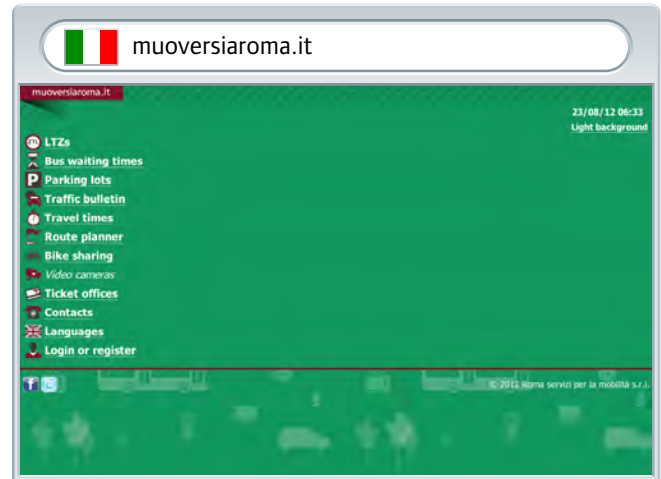 muoversiaroma.it
muoversiaroma.it
23/08/12 06:33
Light background
LTZs
Bus waiting times
P Parking lots
Traffic bulletin
Travel times
Route planner
Bike sharing
Video cameras
Ticket offices
Contacts
Languages
Login or register
© 2012 Roma servizi per la mobilità s.r.l.